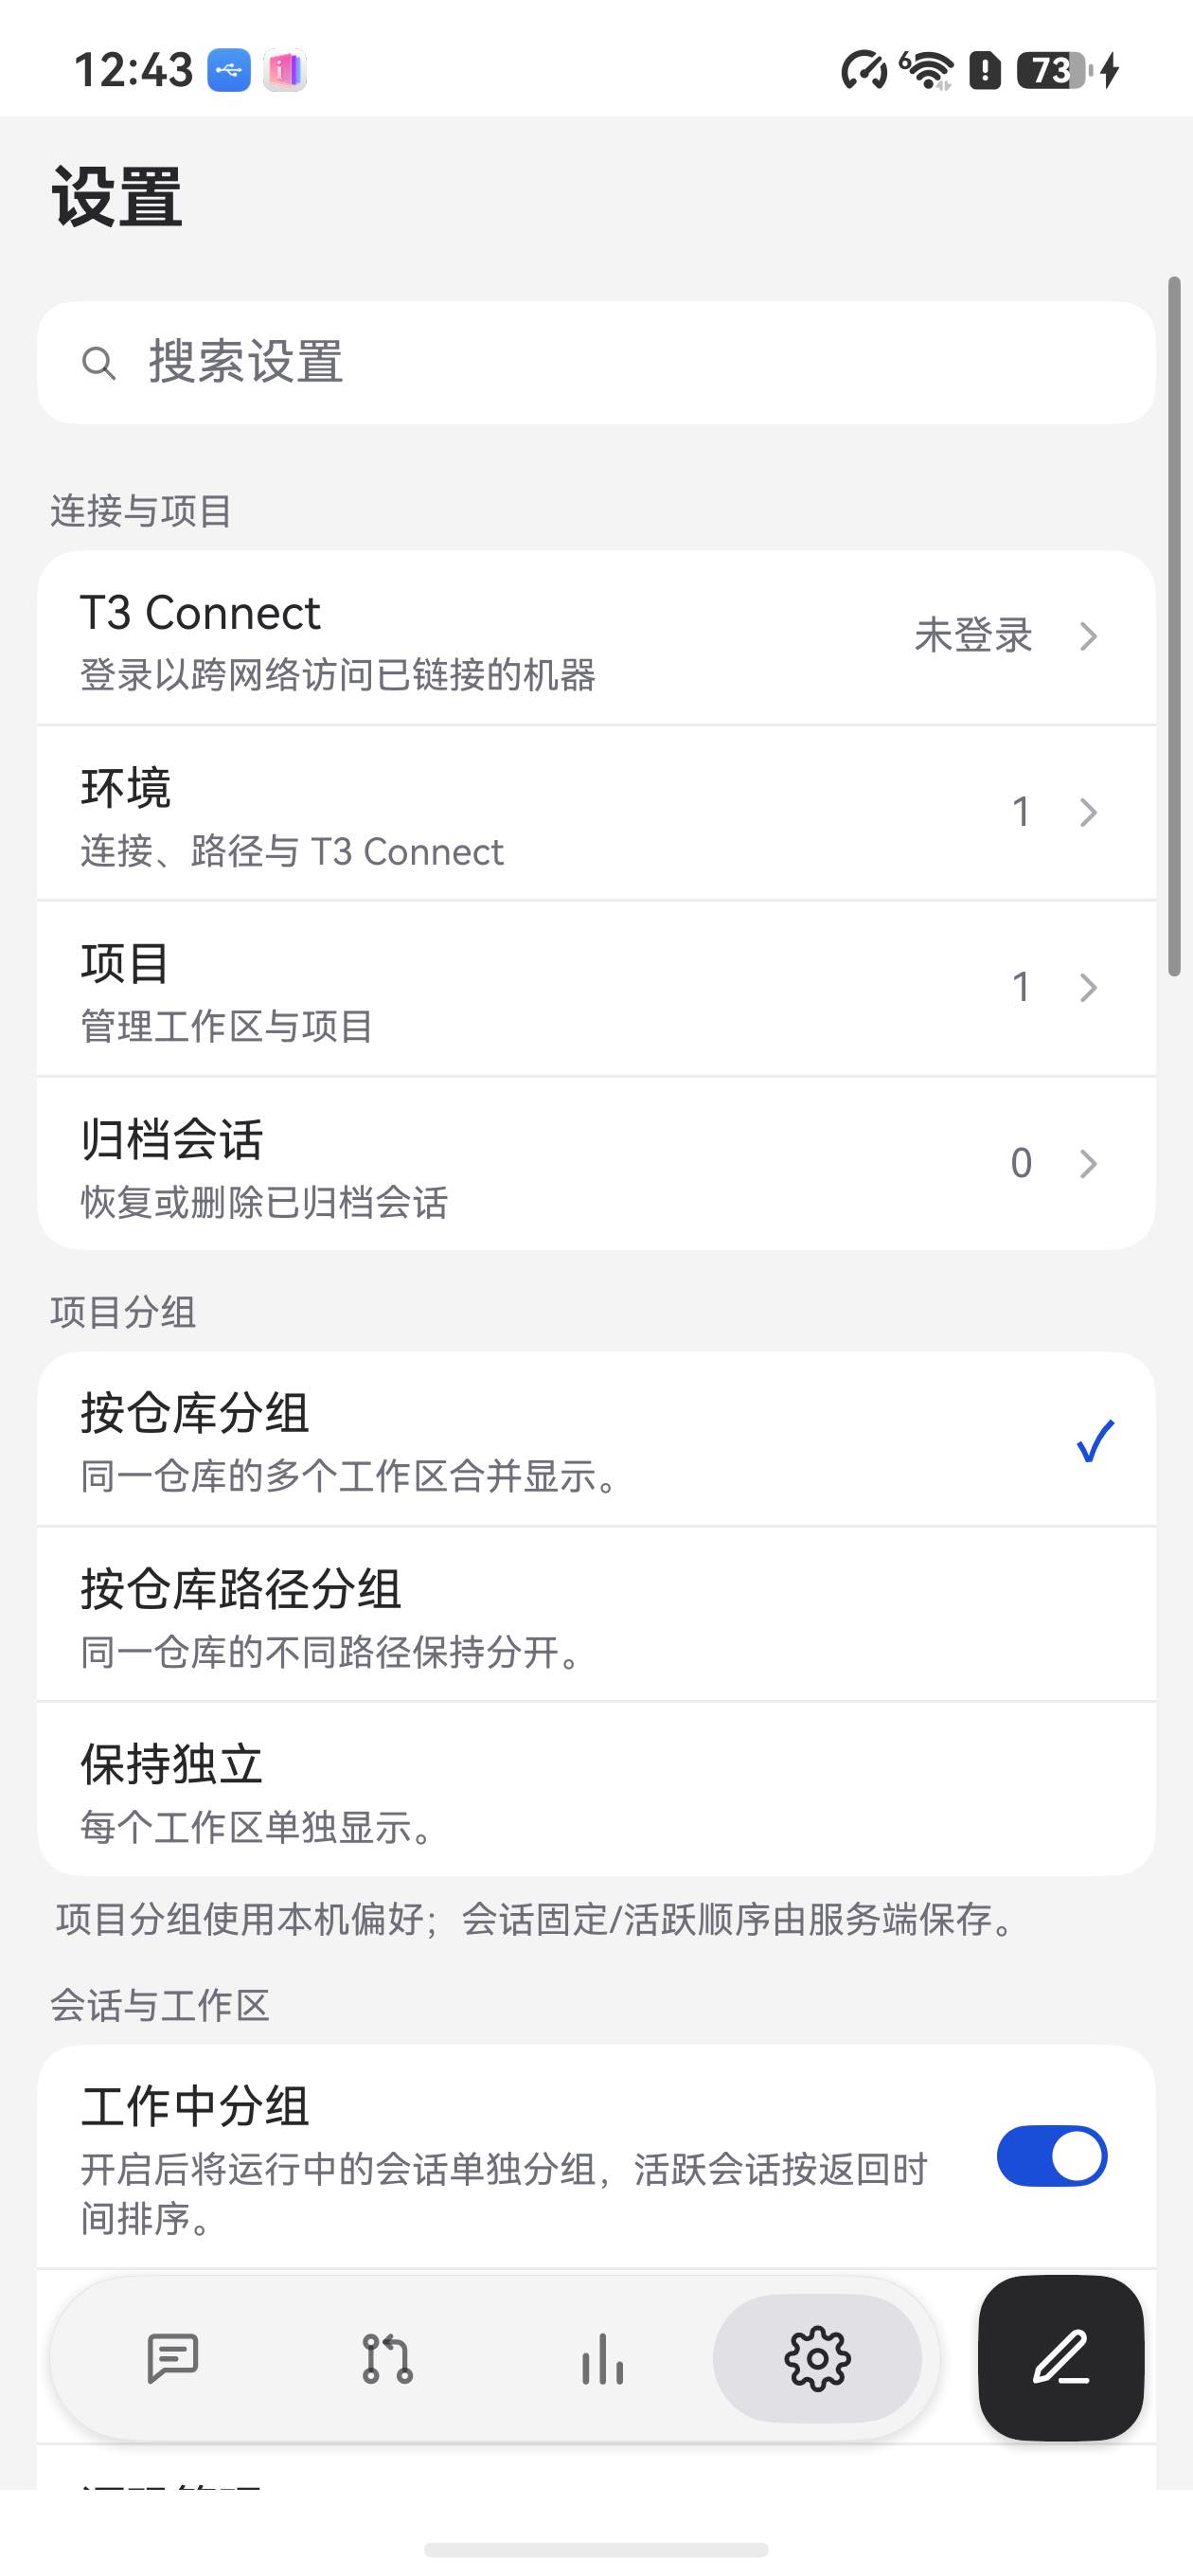 12:43
6
73
设置
搜索设置
连接与项目
T3 Connect
未登录
登录以跨网络访问已链接的机器
环境
1
连接、路径与 T3 Connect
项目
1
管理工作区与项目
归档会话
0
恢复或删除已归档会话
项目分组
按仓库分组
同一仓库的多个工作区合并显示。
按仓库路径分组
同一仓库的不同路径保持分开。
保持独立
每个工作区单独显示。
项目分组使用本机偏好；会话固定/活跃顺序由服务端保存。
会话与工作区
工作中分组
开启后将运行中的会话单独分组，活跃会话按返回时
间排序。